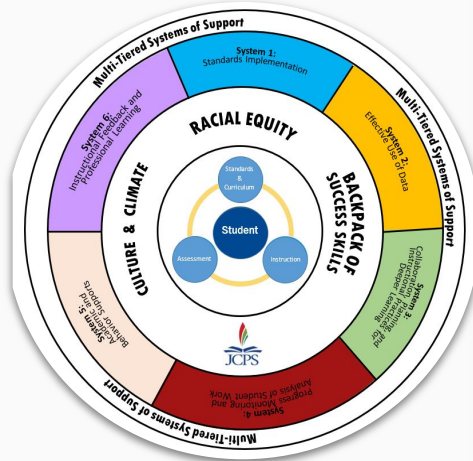 Multi-Tiered Systems of Support
System 1:
Standards Implementation
Multi-Tiered Systems of Support
System 2:
Effective Use of Data
System 3:
Collaboration, Planning, and
Instructional Practices for
Deeper Learning
System 4:
Progress Monitoring and
Analysis of Student Work
Multi-Tiered Systems of Support
System 5:
Academic and
Behavior Supports
System 6:
Instructional Feedback and
Professional Learning
RACIAL EQUITY
BACKPACK OF
SUCCESS SKILLS
CULTURE & CLIMATE
Standards
&
Curriculum
Student
Assessment
Instruction
JCPS